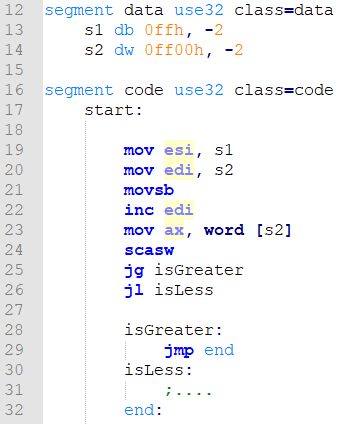 12 segment data use32 class=data
13 s1 db 0ffh, -2
14 s2 dw 0ff00h, -2
15
16 segment code use32 class=code
17 start:
18
19 mov esi, s1
20 mov edi, s2
21 movsb
22 inc edi
23 mov ax, word [s2]
24 scasw
25 jg isGreater
26 jl isLess
27
28 isGreater:
29 jmp end
30 isLess:
31 ;....
32 end: